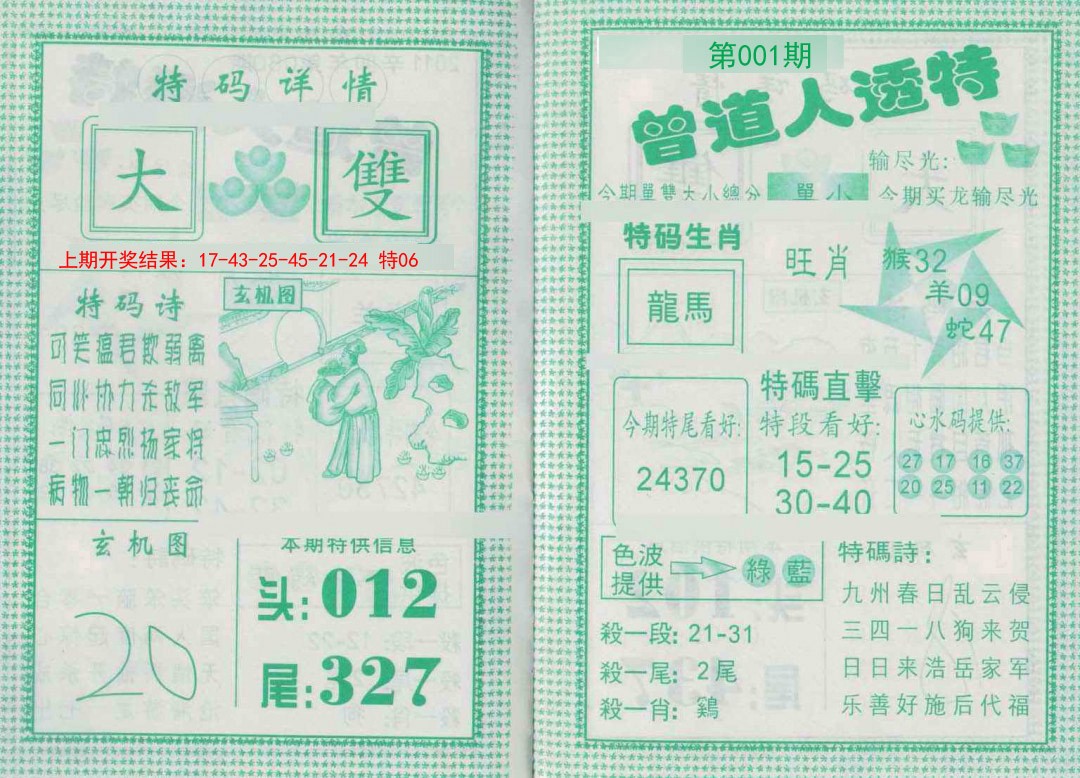 特码详情
大 雙
上期开奖结果：17-43-25-45-21-24 特06
特码诗
可笑瘟君欺弱离
同心协力杀敌军
一门忠烈扬家将
病物一朝归丧命
玄机图
玄机图
20
本期特供信息
头:012
尾:327
第001期
曾道人透特
输尽光:
今期單雙大小總分 單小 今期买龙输尽光
特码生肖
龍馬
旺肖
猴32
羊09
蛇47
特碼直擊
今期特尾看好:
24370
特段看好:
15-25
30-40
心水码提供:
27 17 16 37
20 25 11 22
色波
提供
綠 藍
殺一段: 21-31
殺一尾: 2尾
殺一肖: 鷄
特碼詩:
九州春日乱云侵
三四一八狗来贺
日日来浩岳家军
乐善好施后代福